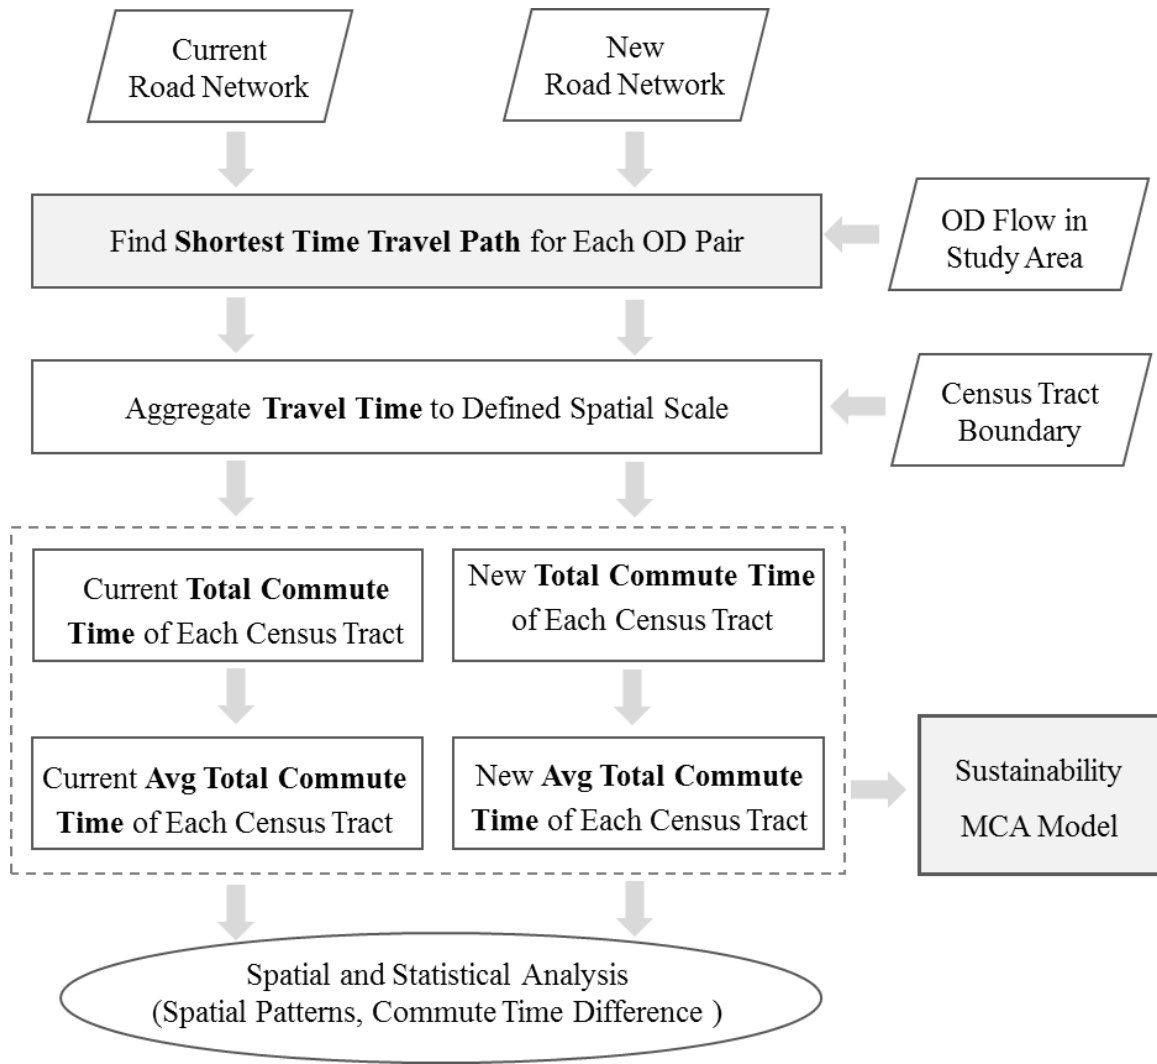 Current
Road Network
New
Road Network
Find Shortest Time Travel Path for Each OD Pair
OD Flow in
Study Area
Aggregate Travel Time to Defined Spatial Scale
Census Tract
Boundary
Current Total Commute
Time of Each Census Tract
New Total Commute Time
of Each Census Tract
Current Avg Total Commute
Time of Each Census Tract
New Avg Total Commute
Time of Each Census Tract
Sustainability
MCA Model
Spatial and Statistical Analysis
(Spatial Patterns, Commute Time Difference )